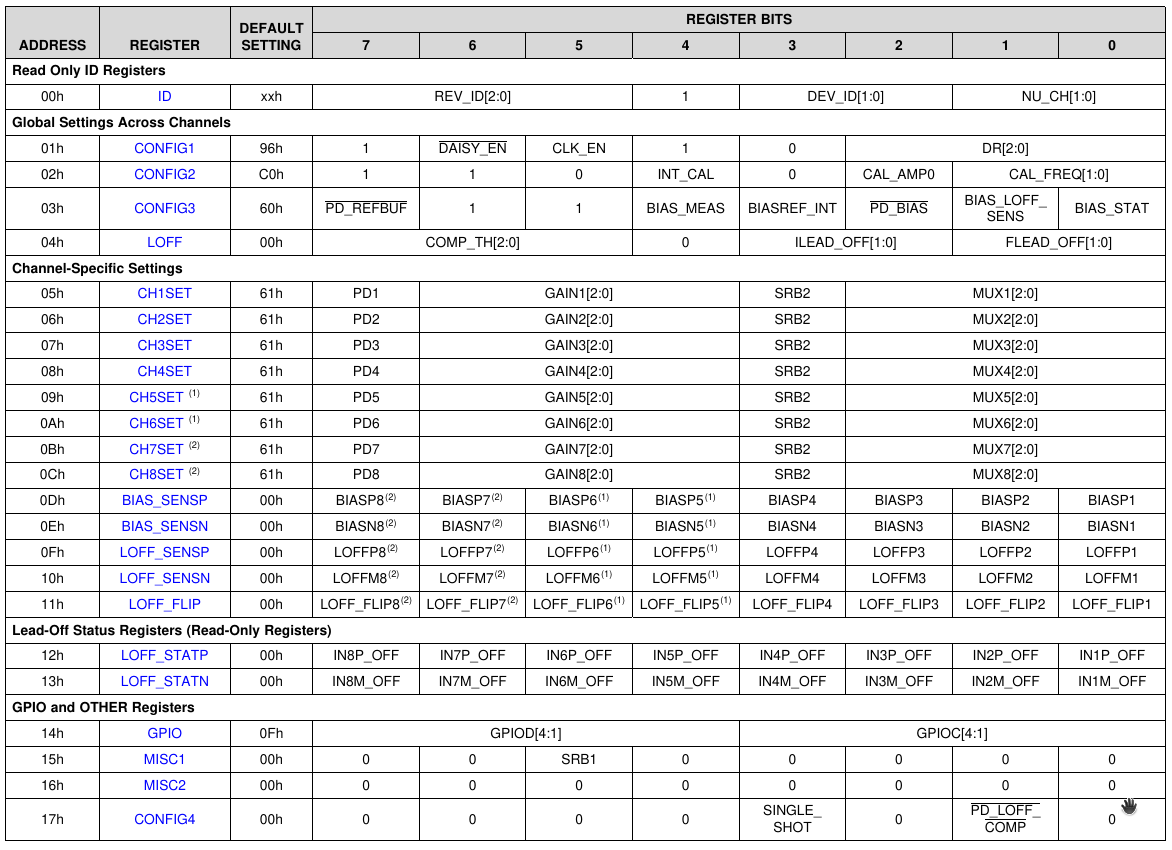 REGISTER BITS
ADDRESS REGISTER DEFAULT SETTING 7 6 5 4 3 2 1 0
Read Only ID Registers
00h ID xxh REV_ID[2:0] 1 DEV_ID[1:0] NU_CH[1:0]
Global Settings Across Channels
01h CONFIG1 96h 1 DAISY_EN CLK_EN 1 0 DR[2:0]
02h CONFIG2 C0h 1 1 0 INT_CAL 0 CAL_AMP0 CAL_FREQ[1:0]
03h CONFIG3 60h PD_REFBUF 1 1 BIAS_MEAS BIASREF_INT PD_BIAS BIAS_LOFF_SENS BIAS_STAT
04h LOFF 00h COMP_TH[2:0] 0 ILEAD_OFF[1:0] FLEAD_OFF[1:0]
Channel-Specific Settings
05h CH1SET 61h PD1 GAIN1[2:0] SRB2 MUX1[2:0]
06h CH2SET 61h PD2 GAIN2[2:0] SRB2 MUX2[2:0]
07h CH3SET 61h PD3 GAIN3[2:0] SRB2 MUX3[2:0]
08h CH4SET 61h PD4 GAIN4[2:0] SRB2 MUX4[2:0]
09h CH5SET (1) 61h PD5 GAIN5[2:0] SRB2 MUX5[2:0]
0Ah CH6SET (1) 61h PD6 GAIN6[2:0] SRB2 MUX6[2:0]
0Bh CH7SET (2) 61h PD7 GAIN7[2:0] SRB2 MUX7[2:0]
0Ch CH8SET (2) 61h PD8 GAIN8[2:0] SRB2 MUX8[2:0]
0Dh BIAS_SENSP 00h BIASP8(2) BIASP7(2) BIASP6(1) BIASP5(1) BIASP4 BIASP3 BIASP2 BIASP1
0Eh BIAS_SENSN 00h BIASN8(2) BIASN7(2) BIASN6(1) BIASN5(1) BIASN4 BIASN3 BIASN2 BIASN1
0Fh LOFF_SENSP 00h LOFFP8(2) LOFFP7(2) LOFFP6(1) LOFFP5(1) LOFFP4 LOFFP3 LOFFP2 LOFFP1
10h LOFF_SENSN 00h LOFFM8(2) LOFFM7(2) LOFFM6(1) LOFFM5(1) LOFFM4 LOFFM3 LOFFM2 LOFFM1
11h LOFF_FLIP 00h LOFF_FLIP8(2) LOFF_FLIP7(2) LOFF_FLIP6(1) LOFF_FLIP5(1) LOFF_FLIP4 LOFF_FLIP3 LOFF_FLIP2 LOFF_FLIP1
Lead-Off Status Registers (Read-Only Registers)
12h LOFF_STATP 00h IN8P_OFF IN7P_OFF IN6P_OFF IN5P_OFF IN4P_OFF IN3P_OFF IN2P_OFF IN1P_OFF
13h LOFF_STATN 00h IN8M_OFF IN7M_OFF IN6M_OFF IN5M_OFF IN4M_OFF IN3M_OFF IN2M_OFF IN1M_OFF
GPIO and OTHER Registers
14h GPIO 0Fh GPIOD[4:1] GPIOC[4:1]
15h MISC1 00h 0 0 SRB1 0 0 0 0 0
16h MISC2 00h 0 0 0 0 0 0 0 0
17h CONFIG4 00h 0 0 0 0 SINGLE_SHOT 0 PD_LOFF_COMP 0